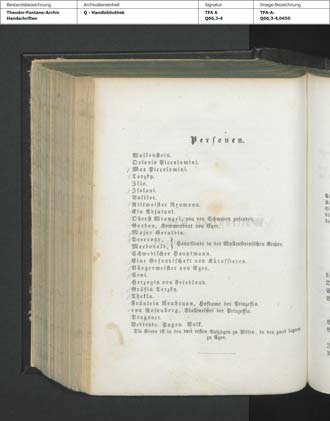 Bestandsbezeichnung Archivalieneinheit Signatur Image-Bezeichnung
Theodor-Fontane-Archiv Q - Handbibliothek TFA A TFA-A-
Handschriften Q66,3-4 Q66,3-4,0650
Personen.
Wallenstein.
Octavio Piccolomini.
Max Piccolomini.
Terzky.
Illo.
Isolani.
Buttler.
Rittmeister Neumann.
Ein Adjutant.
Oberst Wrangel, von den Schweden gesendet.
Gordon, Kommandant von Eger.
Major Geraldin.
Deveroux,
Macdonald, } Hauptleute in der Wallensteinischen Armee.
Schwedischer Hauptmann.
Eine Gesandtschaft von Kürassieren.
Bürgermeister von Eger.
Seni.
Herzogin von Friedland.
Gräfin Terzky.
Thekla.
Fräulein Neubrunn, Hofdame der Prinzessin.
von Rosenberg, Stallmeister der Prinzessin.
Dragoner.
Bediente. Pagen. Volk.
Die Scene ist in den drei ersten Aufzügen zu Pilsen, in den zwei letzten
zu Eger.